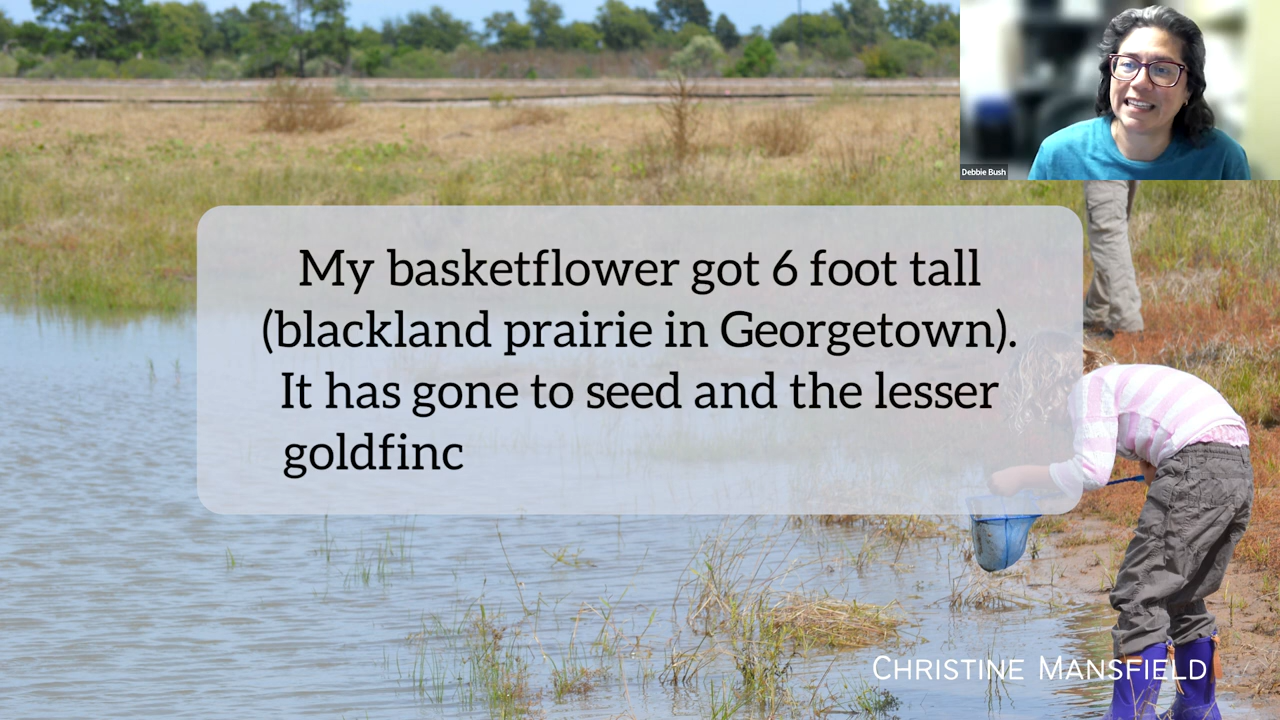 Debbie Bush
My basketflower got 6 foot tall
(blackland prairie in Georgetown).
It has gone to seed and the lesser
goldfinc
Christine Mansfield